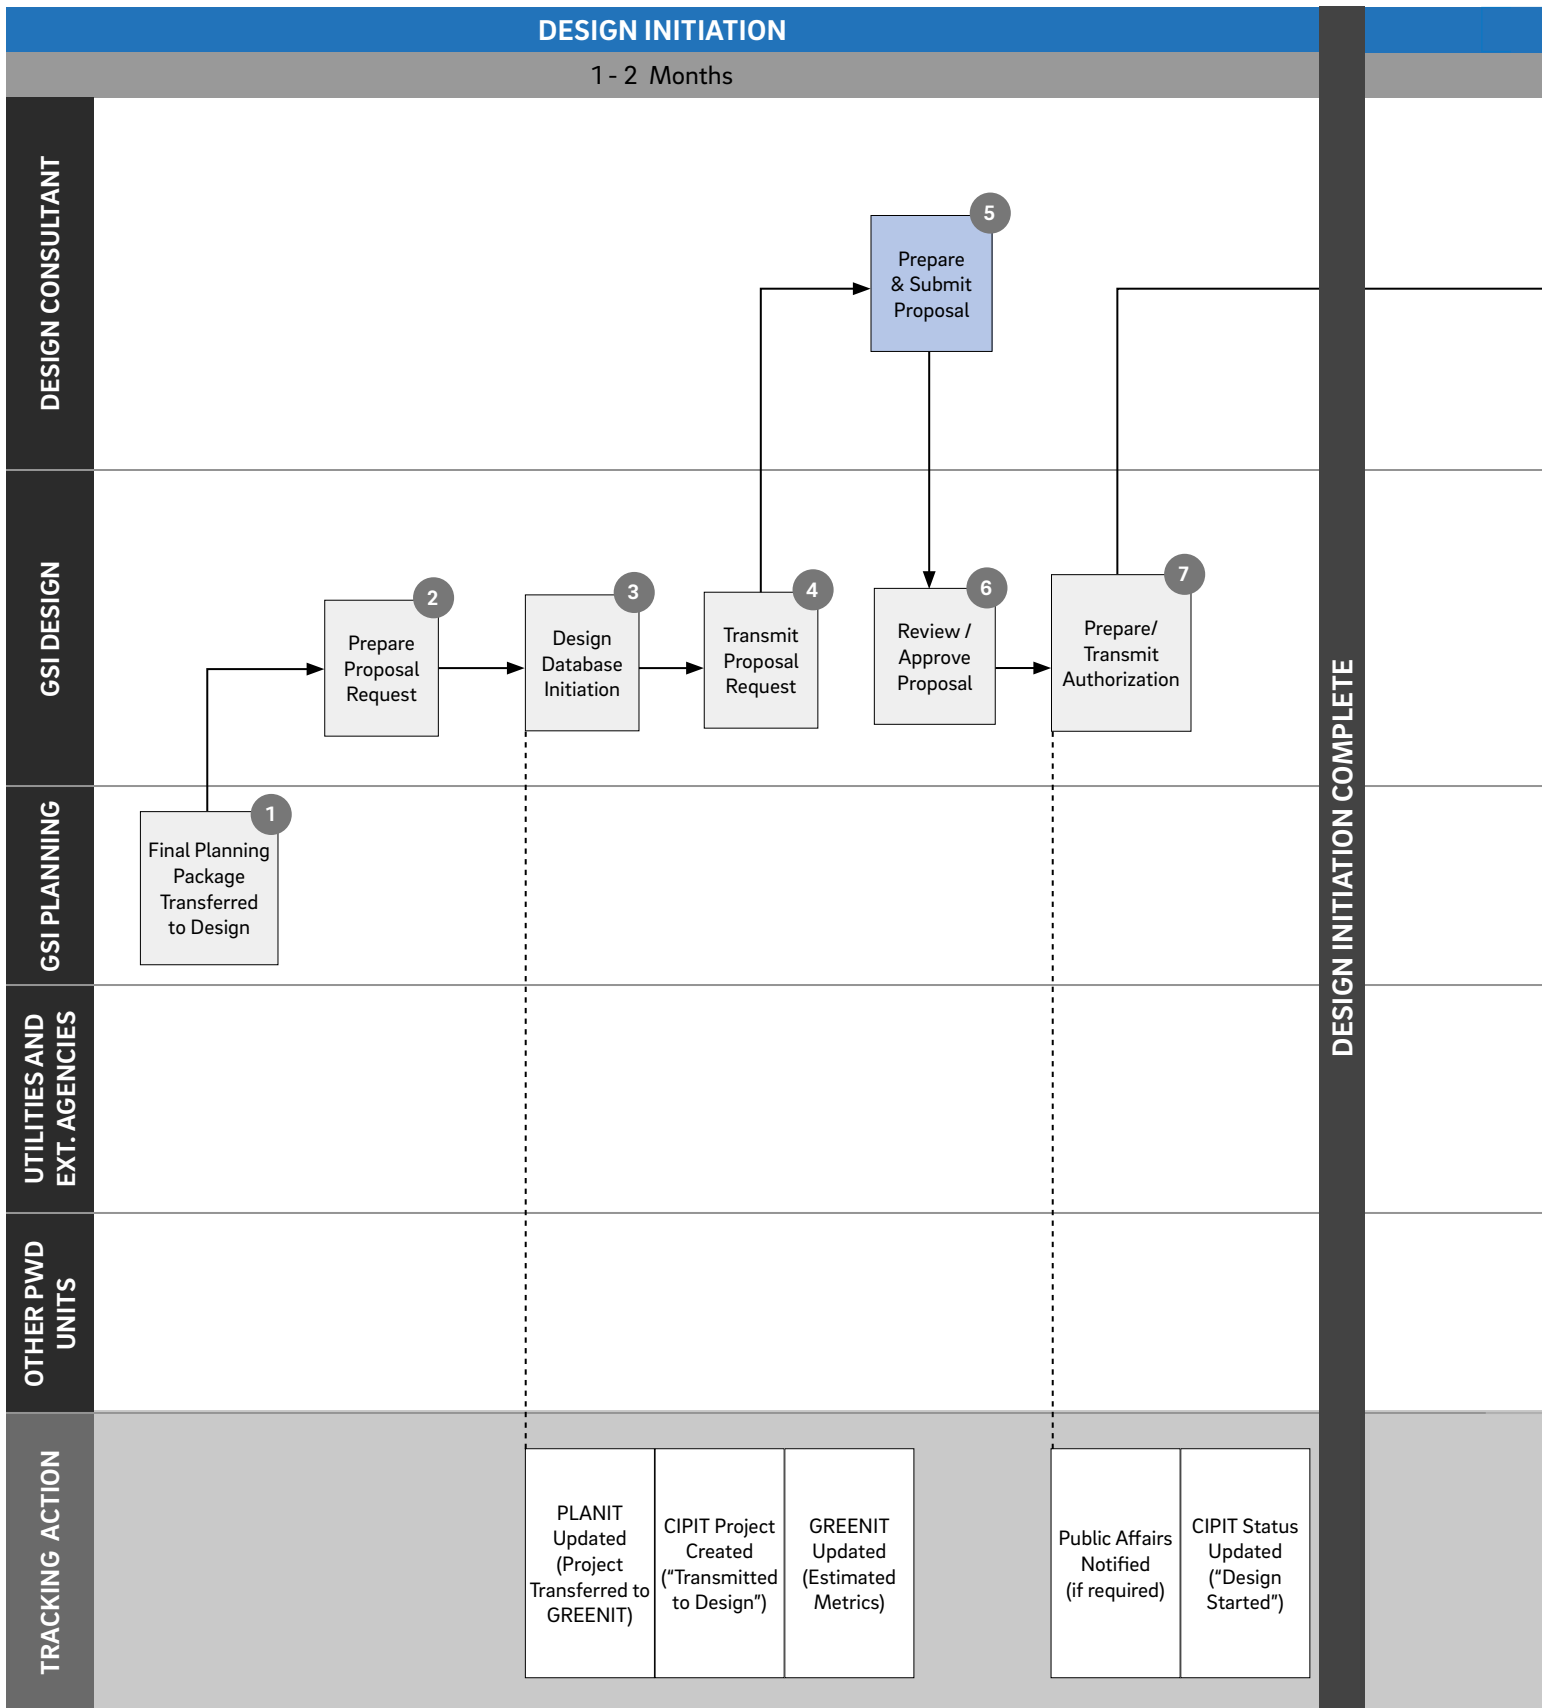 DESIGN INITIATION
1 - 2 Months
DESIGN CONSULTANT
5
Prepare
& Submit
Proposal
GSI DESIGN
2
Prepare
Proposal
Request
3
Design
Database
Initiation
4
Transmit
Proposal
Request
6
Review /
Approve
Proposal
7
Prepare/
Transmit
Authorization
GSI PLANNING
1
Final Planning
Package
Transferred
to Design
UTILITIES AND
EXT. AGENCIES
OTHER PWD
UNITS
TRACKING ACTION
PLANIT
Updated
(Project
Transferred to
GREENIT)
CIPIT Project
Created
(“Transmitted
to Design”)
GREENIT
Updated
(Estimated
Metrics)
Public Affairs
Notified
(if required)
CIPIT Status
Updated
(“Design
Started”)
DESIGN INITIATION COMPLETE